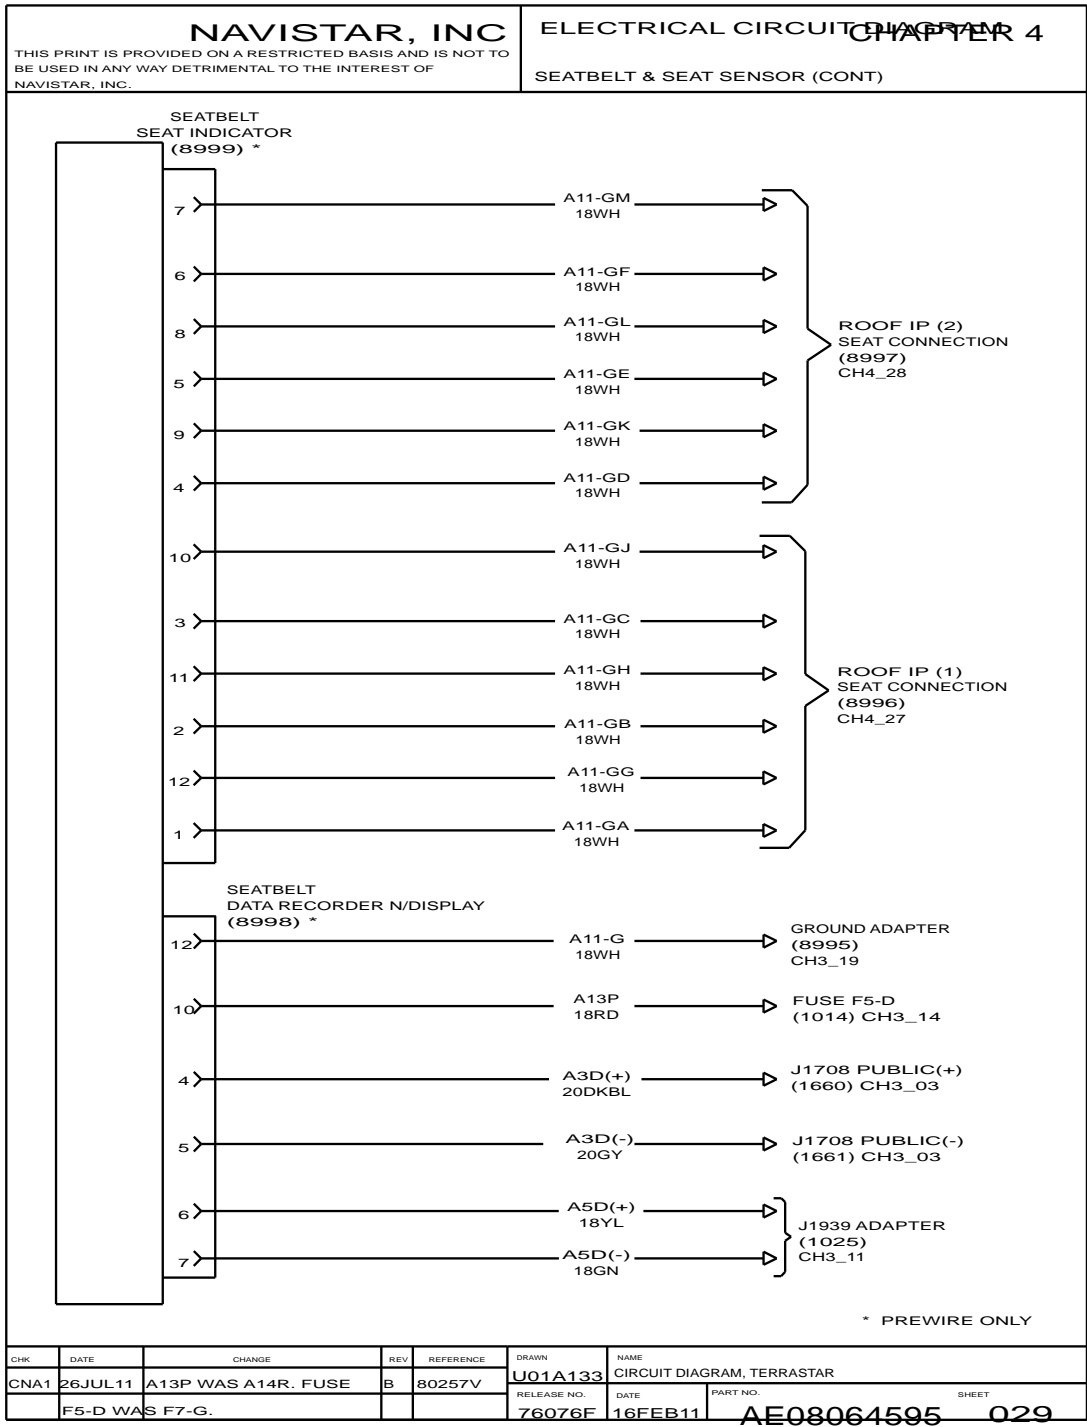 NAVISTAR, INC
THIS PRINT IS PROVIDED ON A RESTRICTED BASIS AND IS NOT TO
BE USED IN ANY WAY DETRIMENTAL TO THE INTEREST OF
NAVISTAR, INC.
ELECTRICAL CIRCUIT DIAGRAM
CHAPTER 4
SEATBELT & SEAT SENSOR (CONT)
SEATBELT
SEAT INDICATOR
(8999) *
7
A11-GM
18WH
6
A11-GF
18WH
8
A11-GL
18WH
5
A11-GE
18WH
9
A11-GK
18WH
4
A11-GD
18WH
ROOF IP (2)
SEAT CONNECTION
(8997)
CH4_28
10
A11-GJ
18WH
3
A11-GC
18WH
11
A11-GH
18WH
2
A11-GB
18WH
12
A11-GG
18WH
1
A11-GA
18WH
ROOF IP (1)
SEAT CONNECTION
(8996)
CH4_27
SEATBELT
DATA RECORDER N/DISPLAY
(8998) *
12
A11-G
18WH
GROUND ADAPTER
(8995)
CH3_19
10
A13P
18RD
FUSE F5-D
(1014) CH3_14
4
A3D(+)
20DKBL
J1708 PUBLIC(+)
(1660) CH3_03
5
A3D(-)
20GY
J1708 PUBLIC(-)
(1661) CH3_03
6
A5D(+)
18YL
7
A5D(-)
18GN
J1939 ADAPTER
(1025)
CH3_11
* PREWIRE ONLY
CHK DATE CHANGE REV REFERENCE
CNA1 26JUL11 A13P WAS A14R. FUSE B 80257V
F5-D WAS F7-G.
DRAWN
U01A133
NAME
CIRCUIT DIAGRAM, TERRASTAR
RELEASE NO.
76076F
DATE
16FEB11
PART NO.
AE08064595
SHEET
029